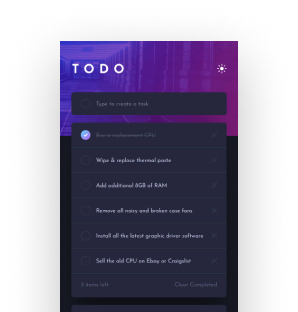 TODO
Type to create a task
Buy a replacement CPU
Wipe & replace thermal paste
Add additional 8GB of RAM
Remove all noisy and broken case fans
Install all the latest graphic driver software
Sell the old CPU on Ebay or Craigslist
5 items left
Clear Completed